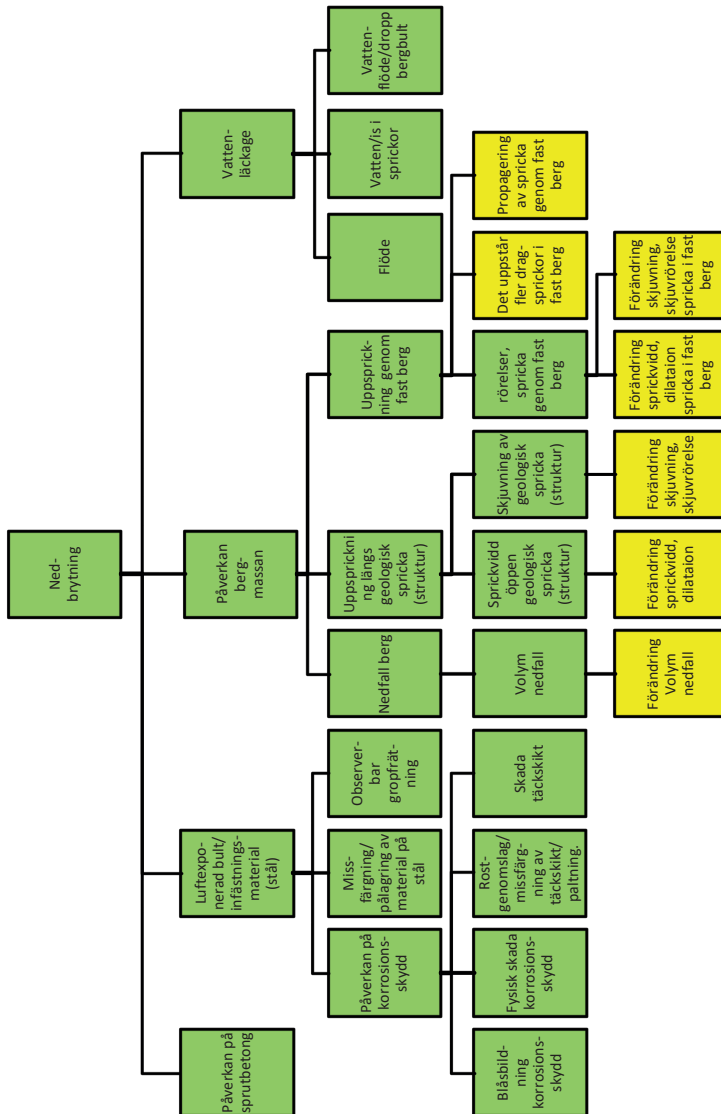 Ned-
brytning
Påverkan på
sprutbetong
Luftexpo-
nerad bult/
infästnings-
material
(stål)
Påverkan
berg-
massan
Vatten-
läckage
Påverkan på
korrosions-
skydd
Miss-
färgning/
pålagring av
material på
stål
Observer-
bar
gropfrät-
ning
Nedfall berg
Uppsprickni
ng längs
geologisk
spricka
(struktur)
Uppsprick-
ning genom
fast berg
Flöde
Vatten/is i
sprickor
Vatten-
flöde/dropp
bergbult
Blåsbild-
ning
korrosions-
skydd
Fysisk skada
korrosions-
skydd
Rost-
genomslag/
missfärg-
ning av
täckskikt/
paltning.
Skada
täckskikt
Volym
nedfall
Sprickvidd
öppen
geologisk
spricka
(struktur)
Skjuvning av
geologisk
spricka
(struktur)
rörelser,
spricka
genom fast
berg
Det uppstår
fler drag-
sprickor i
fast berg
Propagering
av spricka
genom fast
berg
Förändring
Volym
nedfall
Förändring
sprickvidd,
dilataion
Förändring
skjuvning,
skjuvrörelse
Förändring
sprickvidd,
dilataion
spricka i fast
berg
Förändring
skjuvning,
skjuvrörelse
spricka i fast
berg